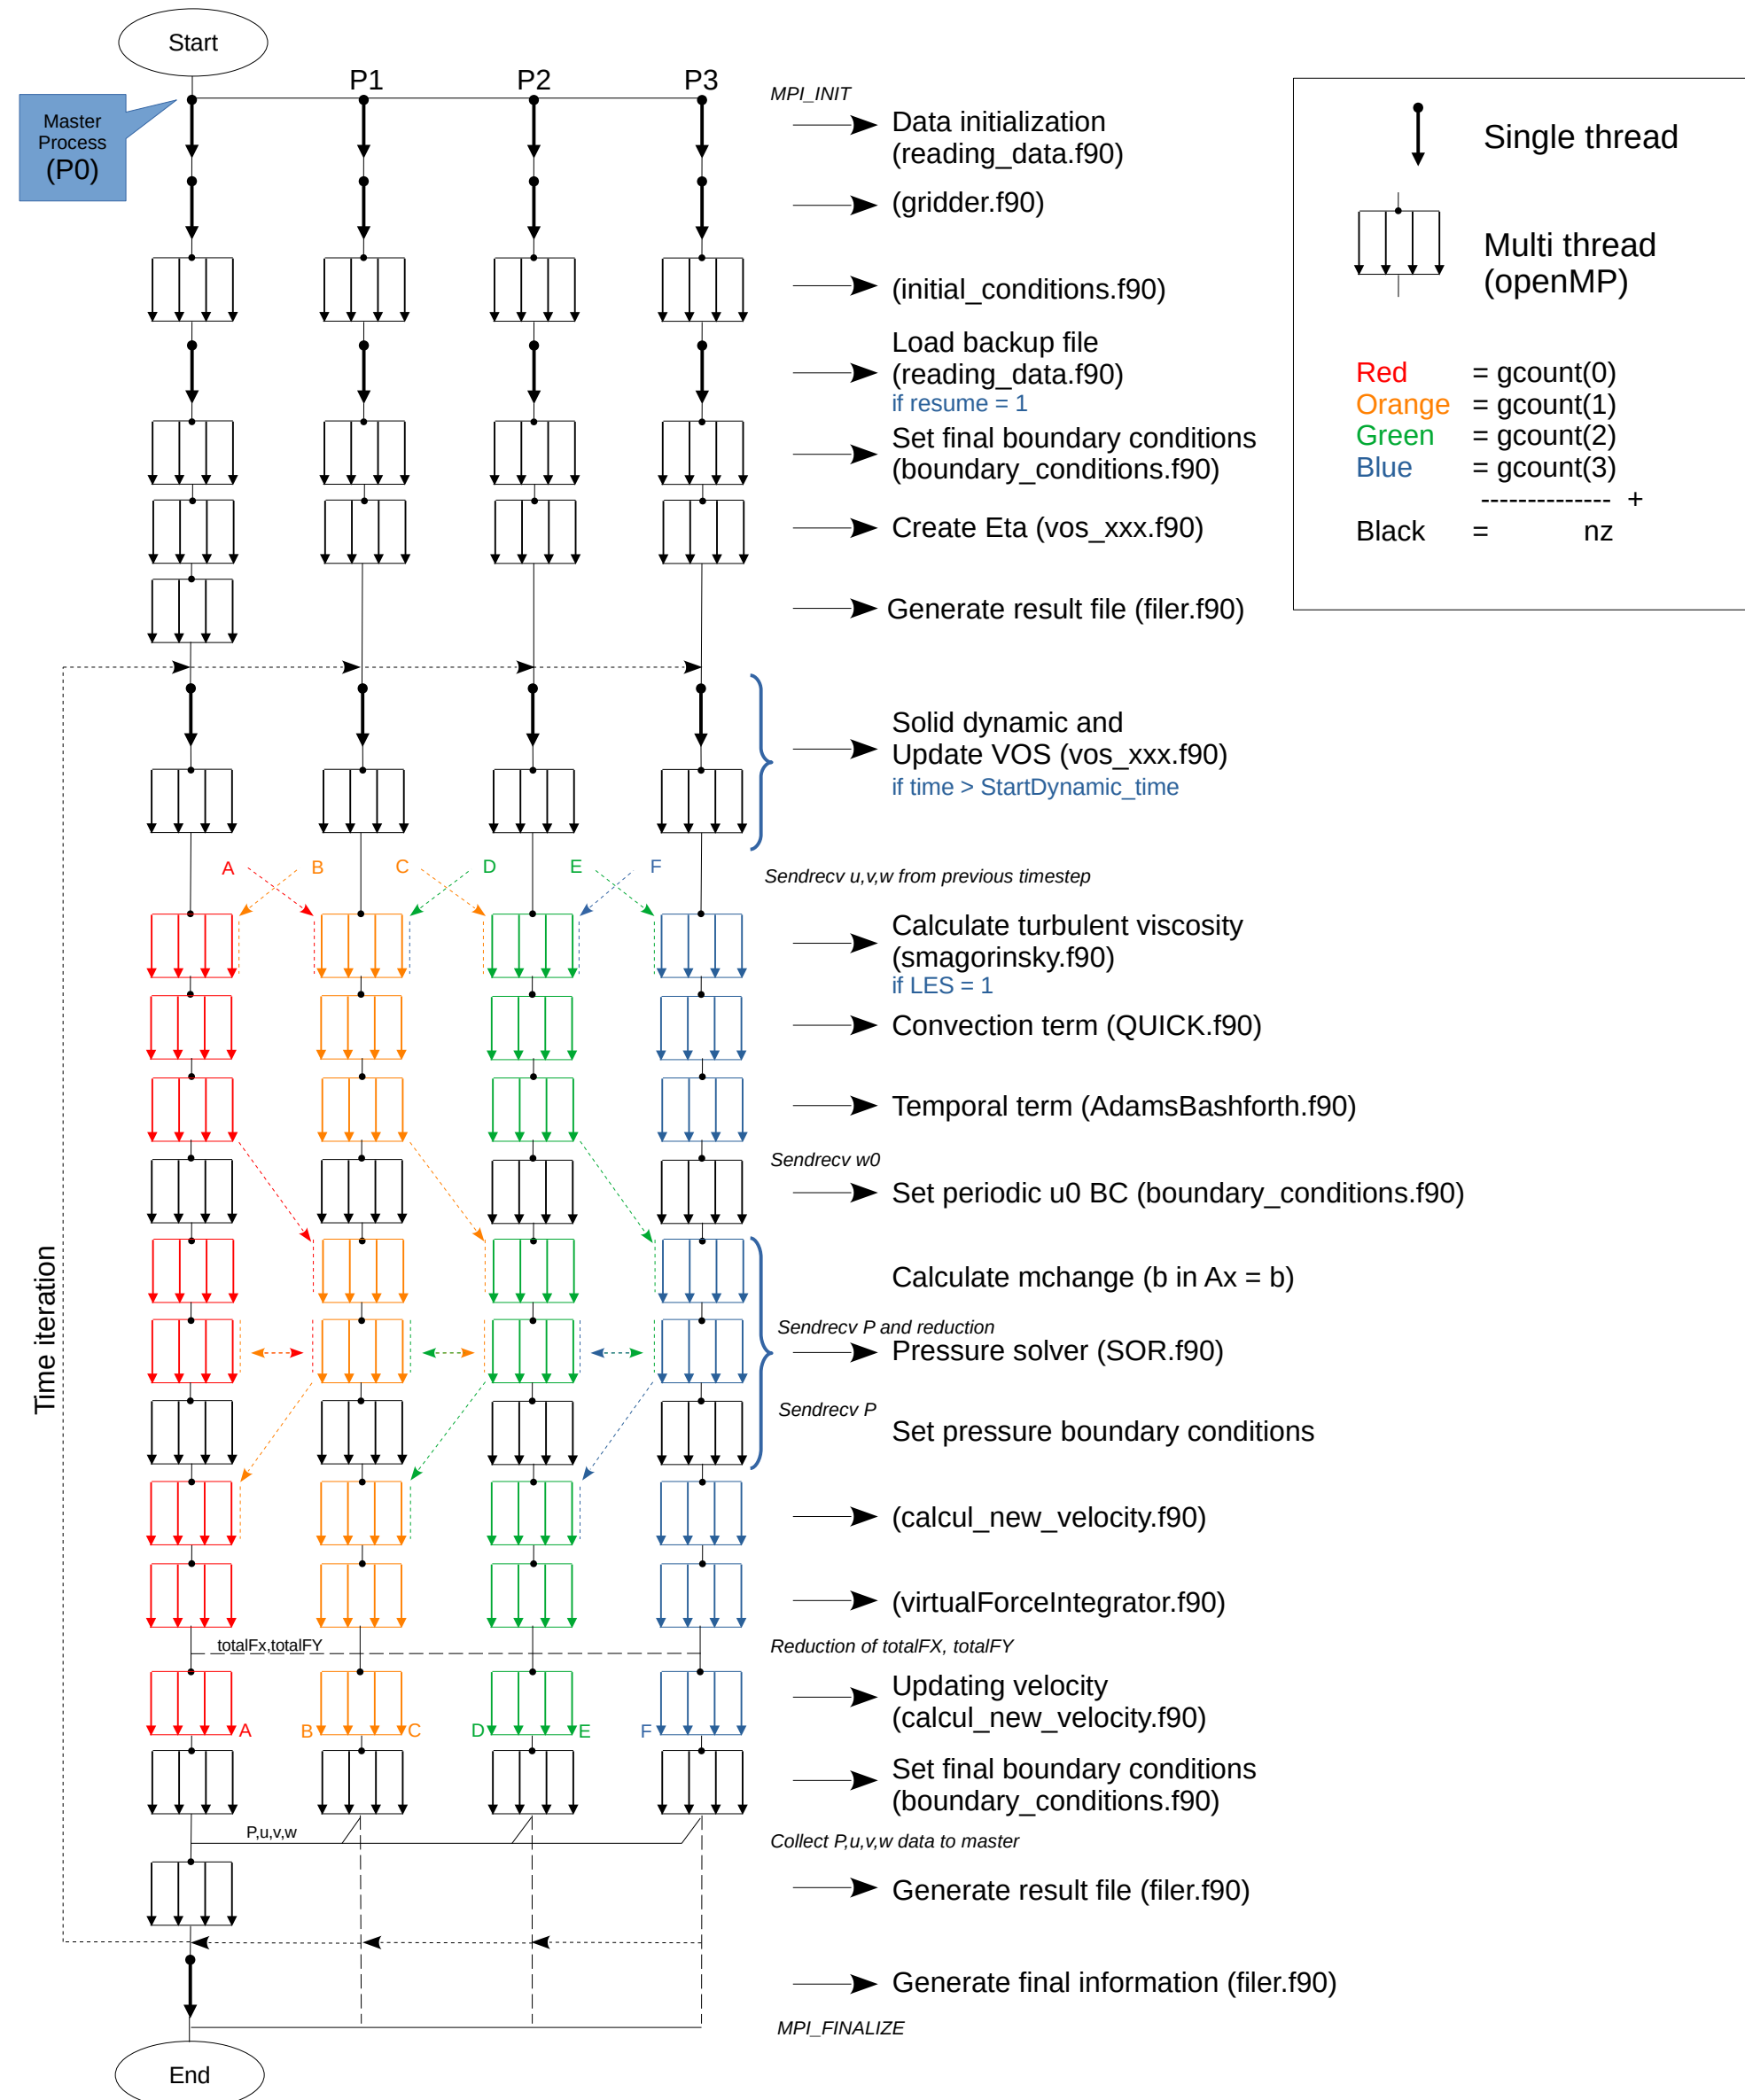 Start
P1
P2
P3
Master
Process
(P0)
MPI_INIT
Data initialization
(reading_data.f90)
(gridder.f90)
(initial_conditions.f90)
Load backup file
(reading_data.f90)
if resume = 1
Set final boundary conditions
(boundary_conditions.f90)
Create Eta (vos_xxx.f90)
Generate result file (filer.f90)
Single thread
Multi thread
(openMP)
Red = gcount(0)
Orange = gcount(1)
Green = gcount(2)
Blue = gcount(3)
-------------- +
Black = nz
Solid dynamic and
Update VOS (vos_xxx.f90)
if time > StartDynamic_time
A
B
C
D
E
F
Sendrecv u,v,w from previous timestep
Calculate turbulent viscosity
(smagorinsky.f90)
if LES = 1
Convection term (QUICK.f90)
Temporal term (AdamsBashforth.f90)
Sendrecv w0
Set periodic u0 BC (boundary_conditions.f90)
Time iteration
Calculate mchange (b in Ax = b)
Sendrecv P and reduction
Pressure solver (SOR.f90)
Sendrecv P
Set pressure boundary conditions
(calcul_new_velocity.f90)
(virtualForceIntegrator.f90)
totalFx,totalFY
Reduction of totalFX, totalFY
Updating velocity
(calcul_new_velocity.f90)
A
B
C
D
E
F
Set final boundary conditions
(boundary_conditions.f90)
P,u,v,w
Collect P,u,v,w data to master
Generate result file (filer.f90)
Generate final information (filer.f90)
MPI_FINALIZE
End